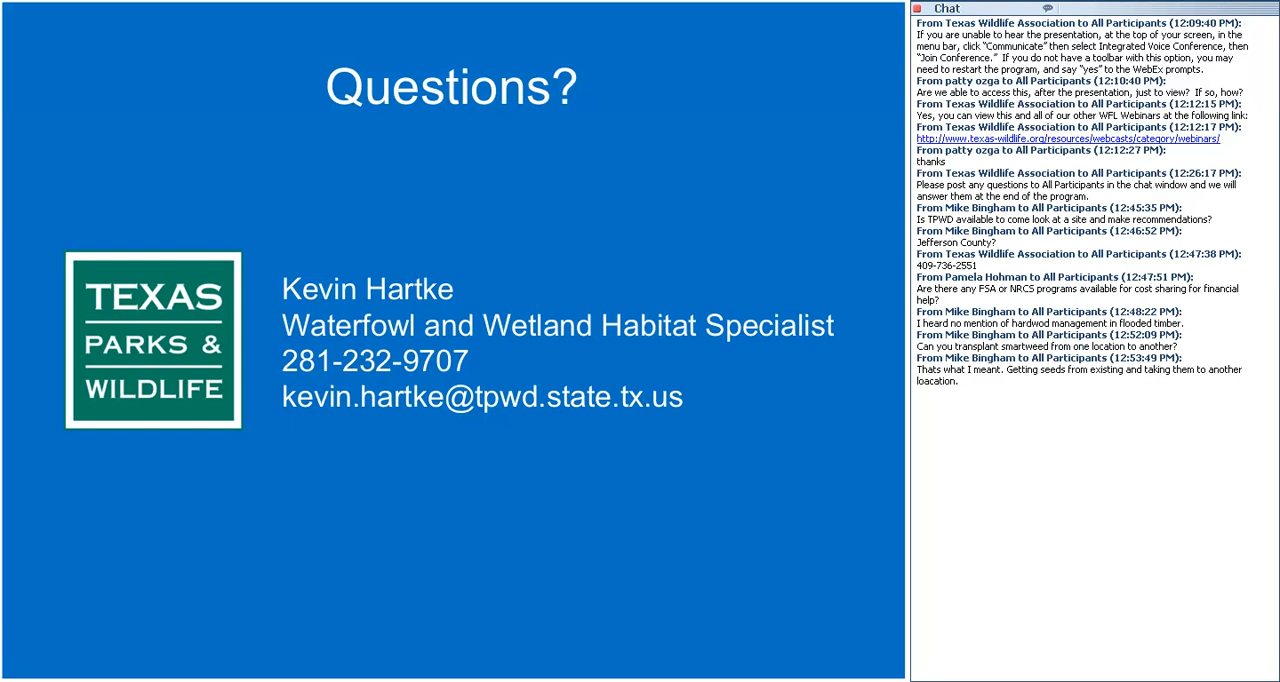 Questions?
TEXAS
PARKS &
WILDLIFE
Kevin Hartke
Waterfowl and Wetland Habitat Specialist
281-232-9707
kevin.hartke@tpwd.state.tx.us
Chat
From Texas Wildlife Association to All Participants (12:09:40 PM):
If you are unable to hear the presentation, at the top of your screen, in the
menu bar, click "Communicate" then select Integrated Voice Conference, then
"Join Conference." If you do not have a toolbar with this option, you may
need to restart the program, and say "yes" to the WebEx prompts.
From patty ozga to All Participants (12:10:40 PM):
Are we able to access this, after the presentation, just to view? If so, how?
From Texas Wildlife Association to All Participants (12:12:15 PM):
Yes, you can view this and all of our other WFL Webinars at the following link:
From Texas Wildlife Association to All Participants (12:12:17 PM):
http://www.texas-wildlife.org/resources/webcasts/category/webinars/
From patty ozga to All Participants (12:12:27 PM):
thanks
From Texas Wildlife Association to All Participants (12:26:17 PM):
Please post any questions to All Participants in the chat window and we will
answer them at the end of the program.
From Mike Bingham to All Participants (12:45:35 PM):
Is TPWD available to come look at a site and make recommendations?
From Mike Bingham to All Participants (12:46:52 PM):
Jefferson County?
From Texas Wildlife Association to All Participants (12:47:38 PM):
409-736-2551
From Pamela Hohman to All Participants (12:47:51 PM):
Are there any FSA or NRCS programs available for cost sharing for financial
help?
From Mike Bingham to All Participants (12:48:22 PM):
I heard no mention of hardwod management in flooded timber.
From Mike Bingham to All Participants (12:52:09 PM):
Can you transplant smartweed from one location to another?
From Mike Bingham to All Participants (12:53:49 PM):
Thats what I meant. Getting seeds from existing and taking them to another
loacation.